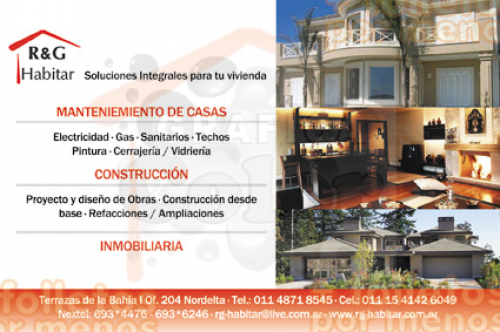 R&G
Habitar
Soluciones Integrales para tu vivienda
MANTENIEMIENTO DE CASAS
Electricidad · Gas · Sanitarios · Techos
Pintura · Cerrajería / Vidriería
CONSTRUCCIÓN
Proyecto y diseño de Obras · Construcción desde
base · Refacciones / Ampliaciones
INMOBILIARIA
Terrazas de la Bahía I Of. 204 Nordelta · Tel.: 011 4871 8545 · Cel.: 011 15 4142 6049
Nextel: 693*4476 · 693*6246 · rg-habitar@live.com.ar · www.rg-habitar.com.ar